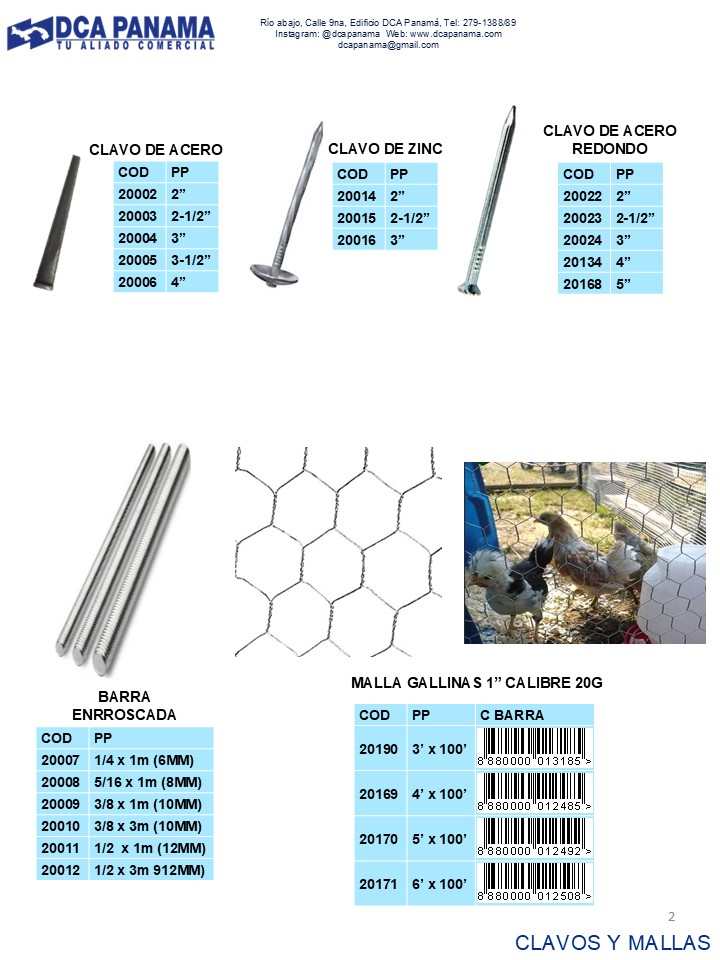 DCA PANAMA
TU ALIADO COMERCIAL
Río abajo, Calle 9na, Edificio DCA Panamá, Tel: 279-1388/89
Instagram: @dcapanama Web: www.dcapanama.com
dcapanama@gmail.com
CLAVO DE ACERO
COD PP
20002 2”
20003 2-1/2”
20004 3”
20005 3-1/2”
20006 4”
CLAVO DE ZINC
COD PP
20014 2”
20015 2-1/2”
20016 3”
CLAVO DE ACERO
REDONDO
COD PP
20022 2”
20023 2-1/2”
20024 3”
20134 4”
20168 5”
BARRA
ENRROSCADA
COD PP
20007 1/4 x 1m (6MM)
20008 5/16 x 1m (8MM)
20009 3/8 x 1m (10MM)
20010 3/8 x 3m (10MM)
20011 1/2 x 1m (12MM)
20012 1/2 x 3m 912MM)
MALLA GALLINAS 1” CALIBRE 20G
COD PP C BARRA
20190 3’ x 100’ 8 880000 013185 >
20169 4’ x 100’ 8 880000 012485 >
20170 5’ x 100’ 8 880000 012492 >
20171 6’ x 100’ 8 880000 012508 >
2
CLAVOS Y MALLAS